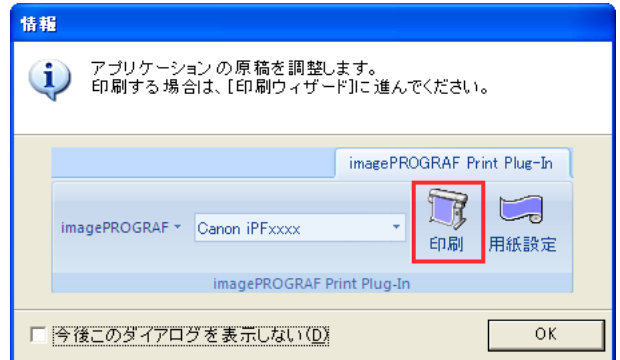 情報
アプリケーションの原稿を調整します。
印刷する場合は、[印刷ウィザード]に進んでください。
imagePROGRAF Print Plug-In
imagePROGRAF
Canon iPFxxxx
印刷
用紙設定
imagePROGRAF Print Plug-In
今後このダイアログを表示しない(D)
OK